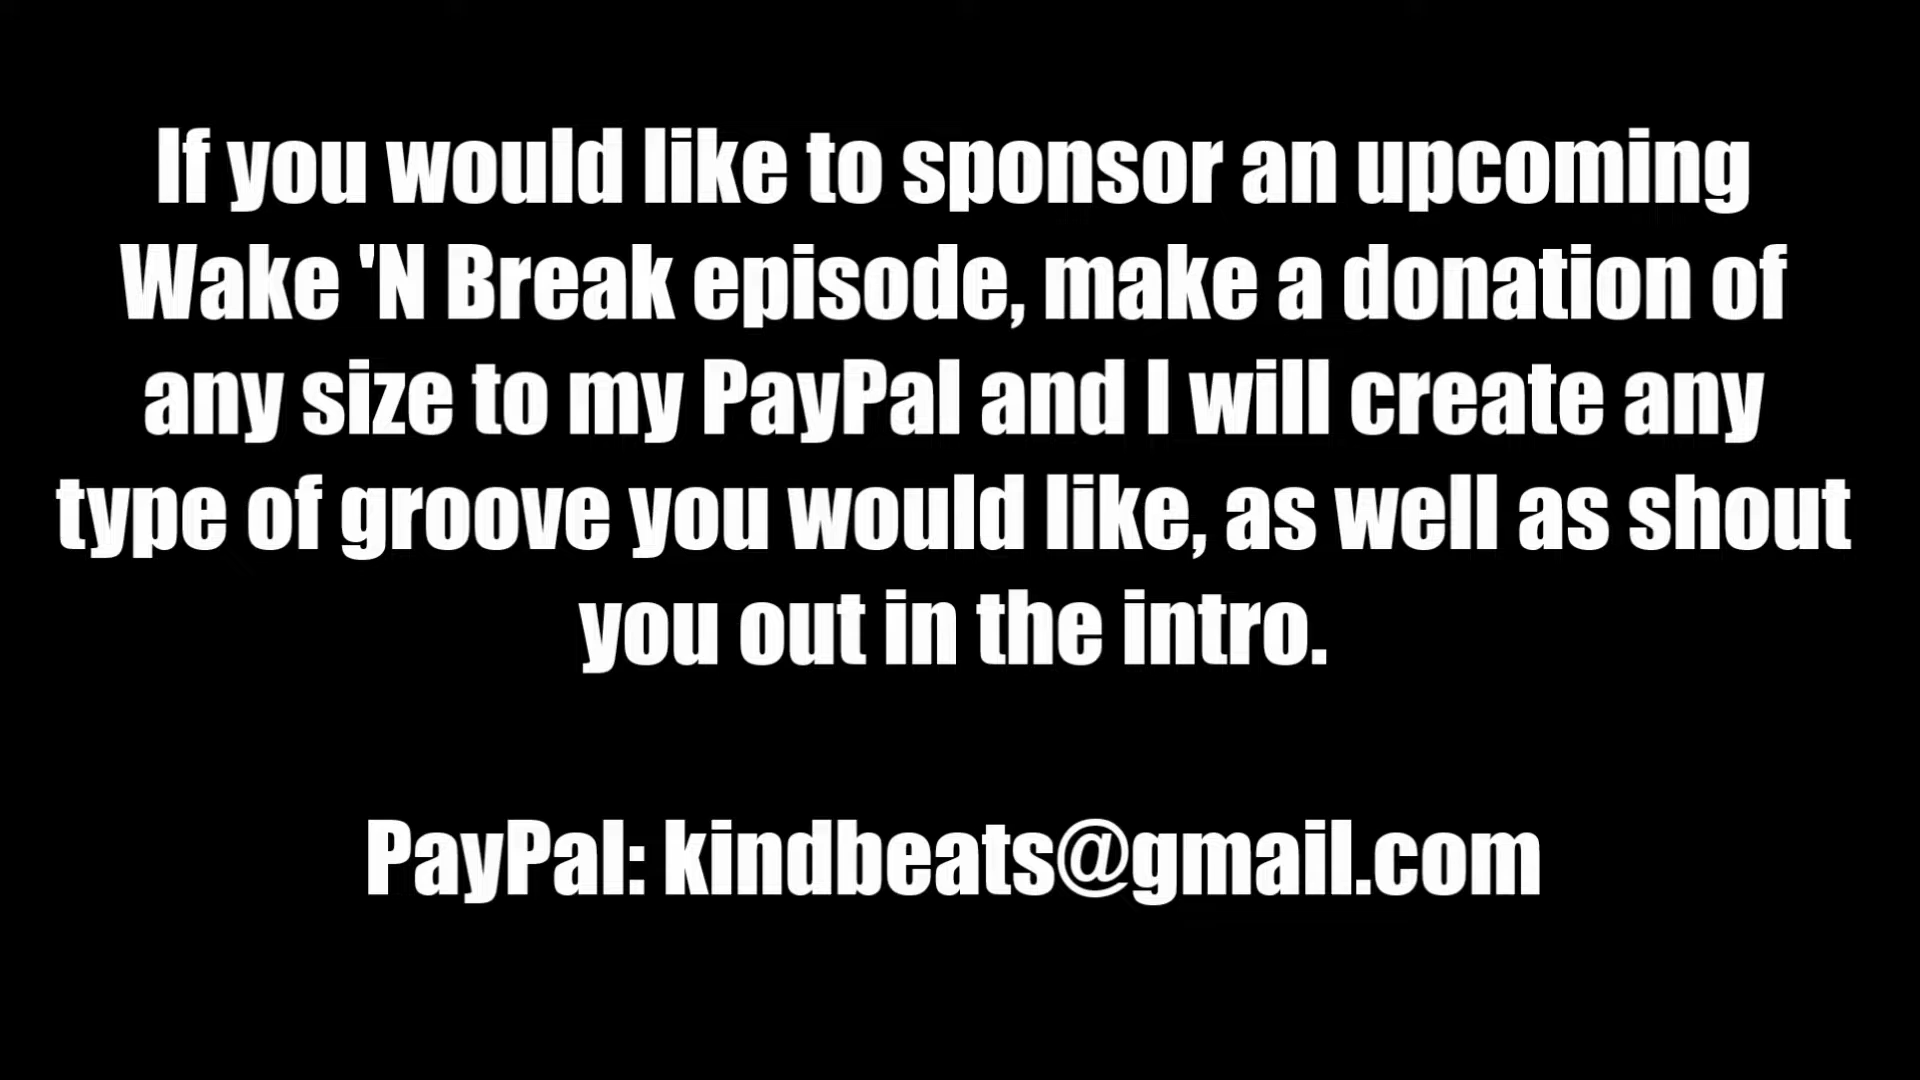 If you would like to sponsor an upcoming
Wake 'N Break episode, make a donation of
any size to my PayPal and I will create any
type of groove you would like, as well as shout
you out in the intro.
PayPal: kindbeats@gmail.com